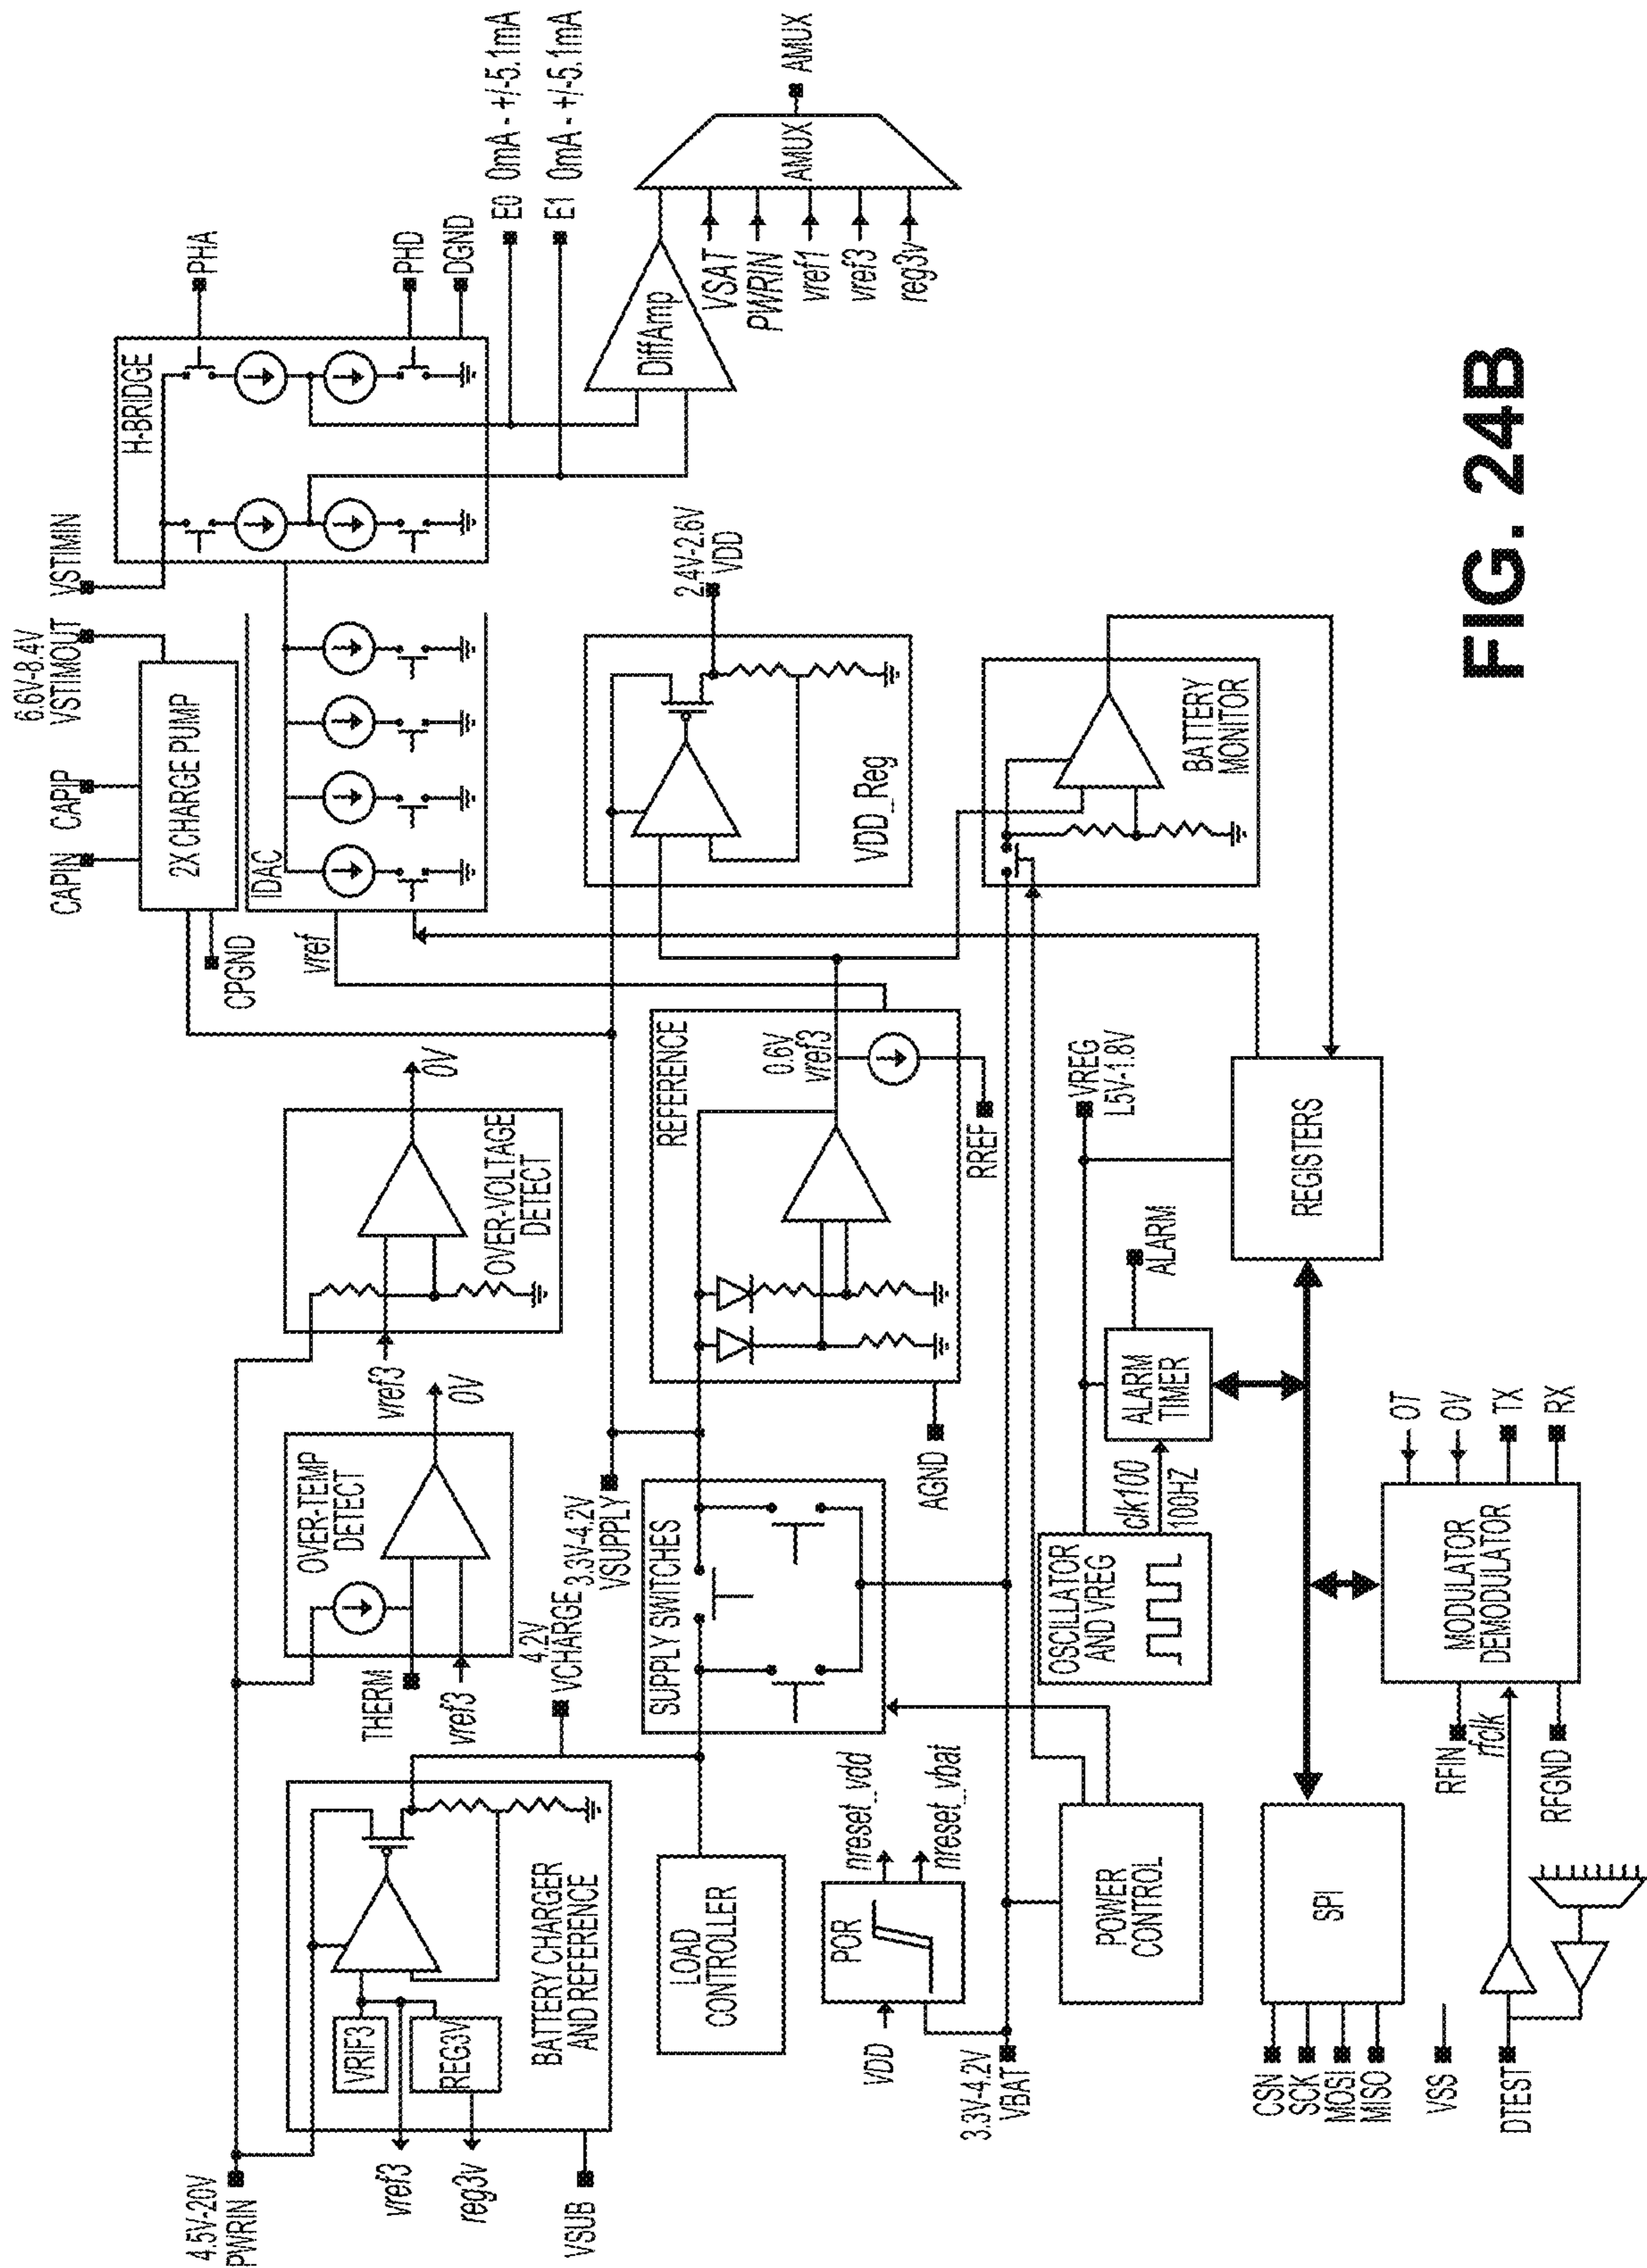 6.6V-8.4V
CAPIN
CAPIP
VSTIMOUT
VSTIMIN
2X CHARGE PUMP
CPGND
H-BRIDGE
PHA
PHD
DGND
E0 0mA - +/-5.1mA
E1 0mA - +/-5.1mA
IDAC
vref
DiffAmp
AMUX
AMUX
VSAT
PWRIN
vref1
vref3
reg3v
4.5V-20V
PWRIN
OVER-TEMP
DETECT
THERM
vref3
0V
OVER-VOLTAGE
DETECT
vref3
0V
VRIF3
REG3V
BATTERY CHARGER
AND REFERENCE
vref3
reg3v
VSUB
4.2V
VCHARGE
3.3V-4.2V
VSUPPLY
LOAD
CONTROLLER
SUPPLY SWITCHES
REFERENCE
0.6V
vref3
AGND
RREF
VDD_Reg
2.4V-2.6V
VDD
BATTERY
MONITOR
VDD
POR
nreset_vdd
nreset_vbat
3.3V-4.2V
VBAT
POWER
CONTROL
OSCILLATOR
AND VREG
clk100
100HZ
ALARM
TIMER
ALARM
VREG
L5V-1.8V
REGISTERS
CSN
SCK
MOSI
MISO
SPI
VSS
DTEST
RFIN
rfclk
RFGND
MODULATOR
DEMODULATOR
OT
OV
TX
RX
FIG. 24B